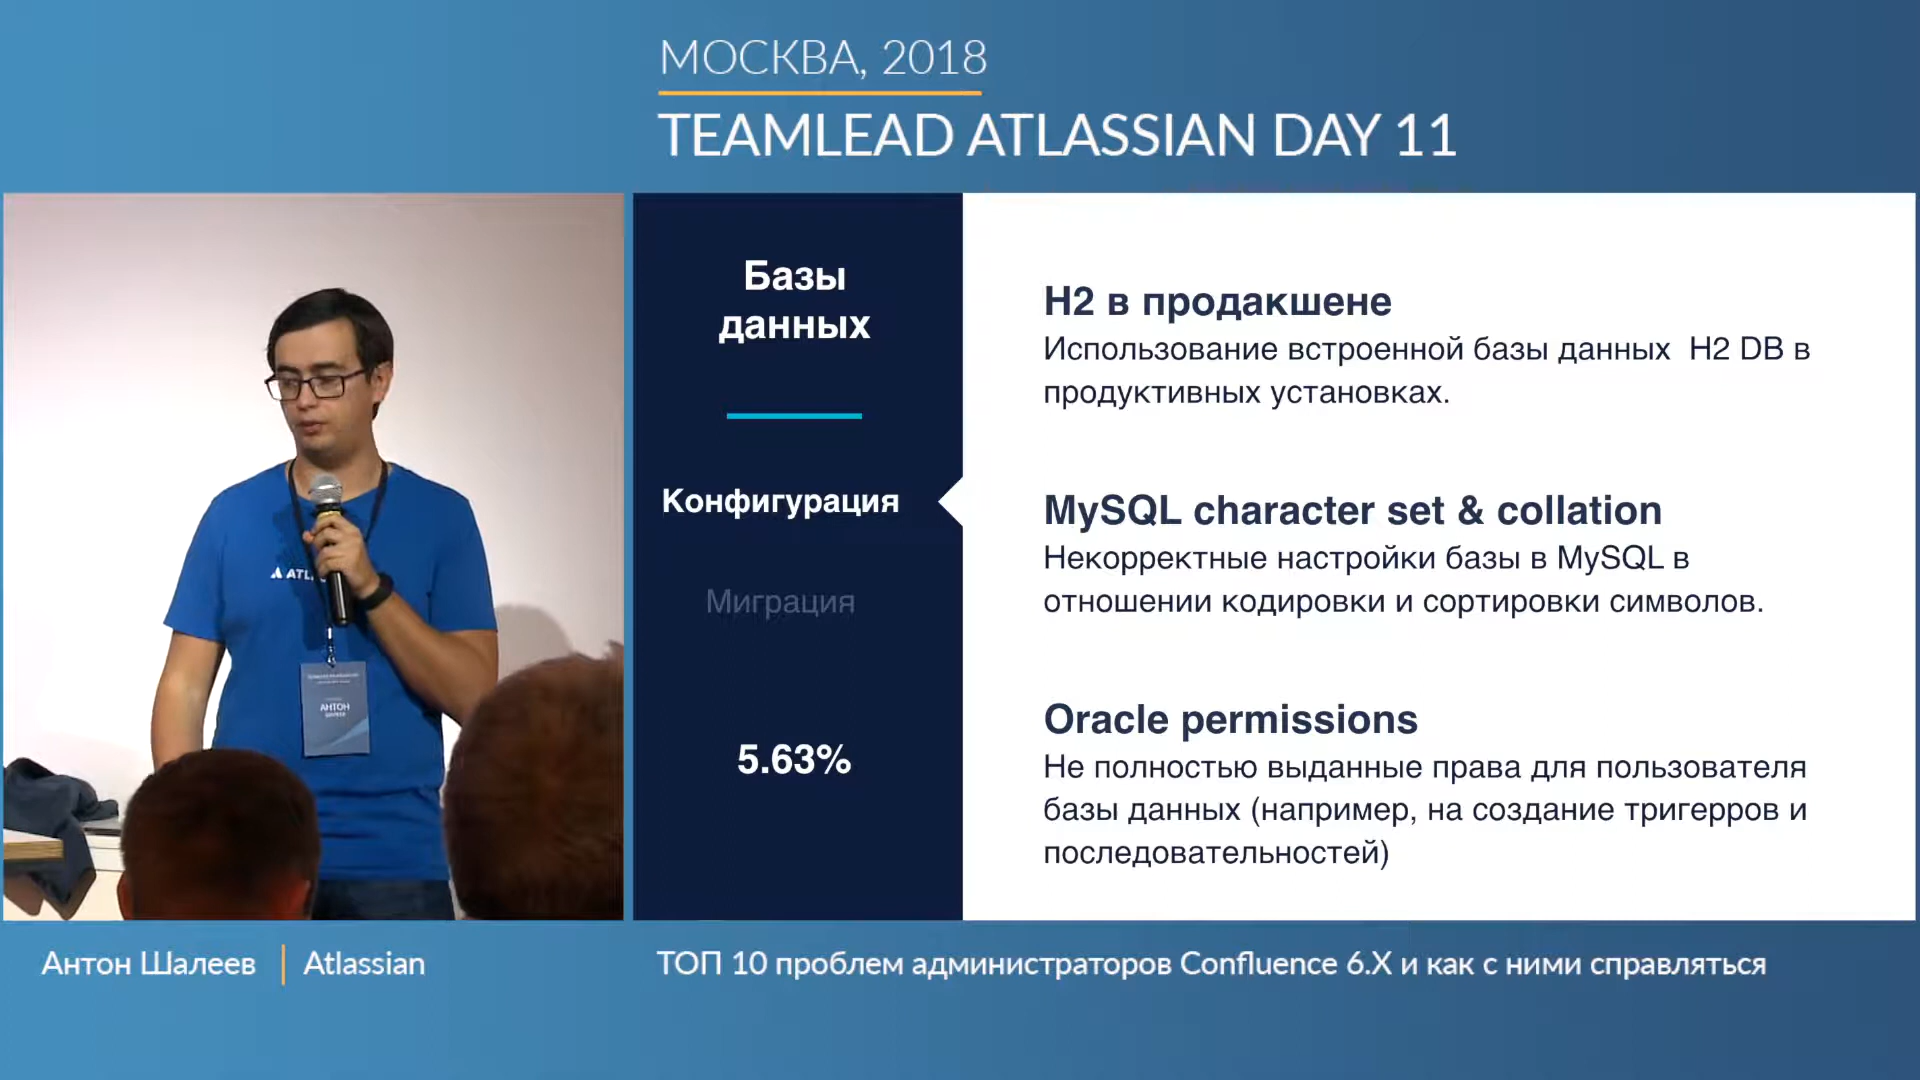 МОСКВА, 2018
TEAMLEAD ATLASSIAN DAY 11
Базы
данных
Конфигурация
Миграция
5.63%
H2 в продакшене
Использование встроенной базы данных H2 DB в
продуктивных установках.
MySQL character set & collation
Некорректные настройки базы в MySQL в
отношении кодировки и сортировки символов.
Oracle permissions
Не полностью выданные права для пользователя
базы данных (например, на создание тригерров и
последовательностей)
АНТОН
Антон Шалеев | Atlassian
ТОП 10 проблем администраторов Confluence 6.X и как с ними справляться